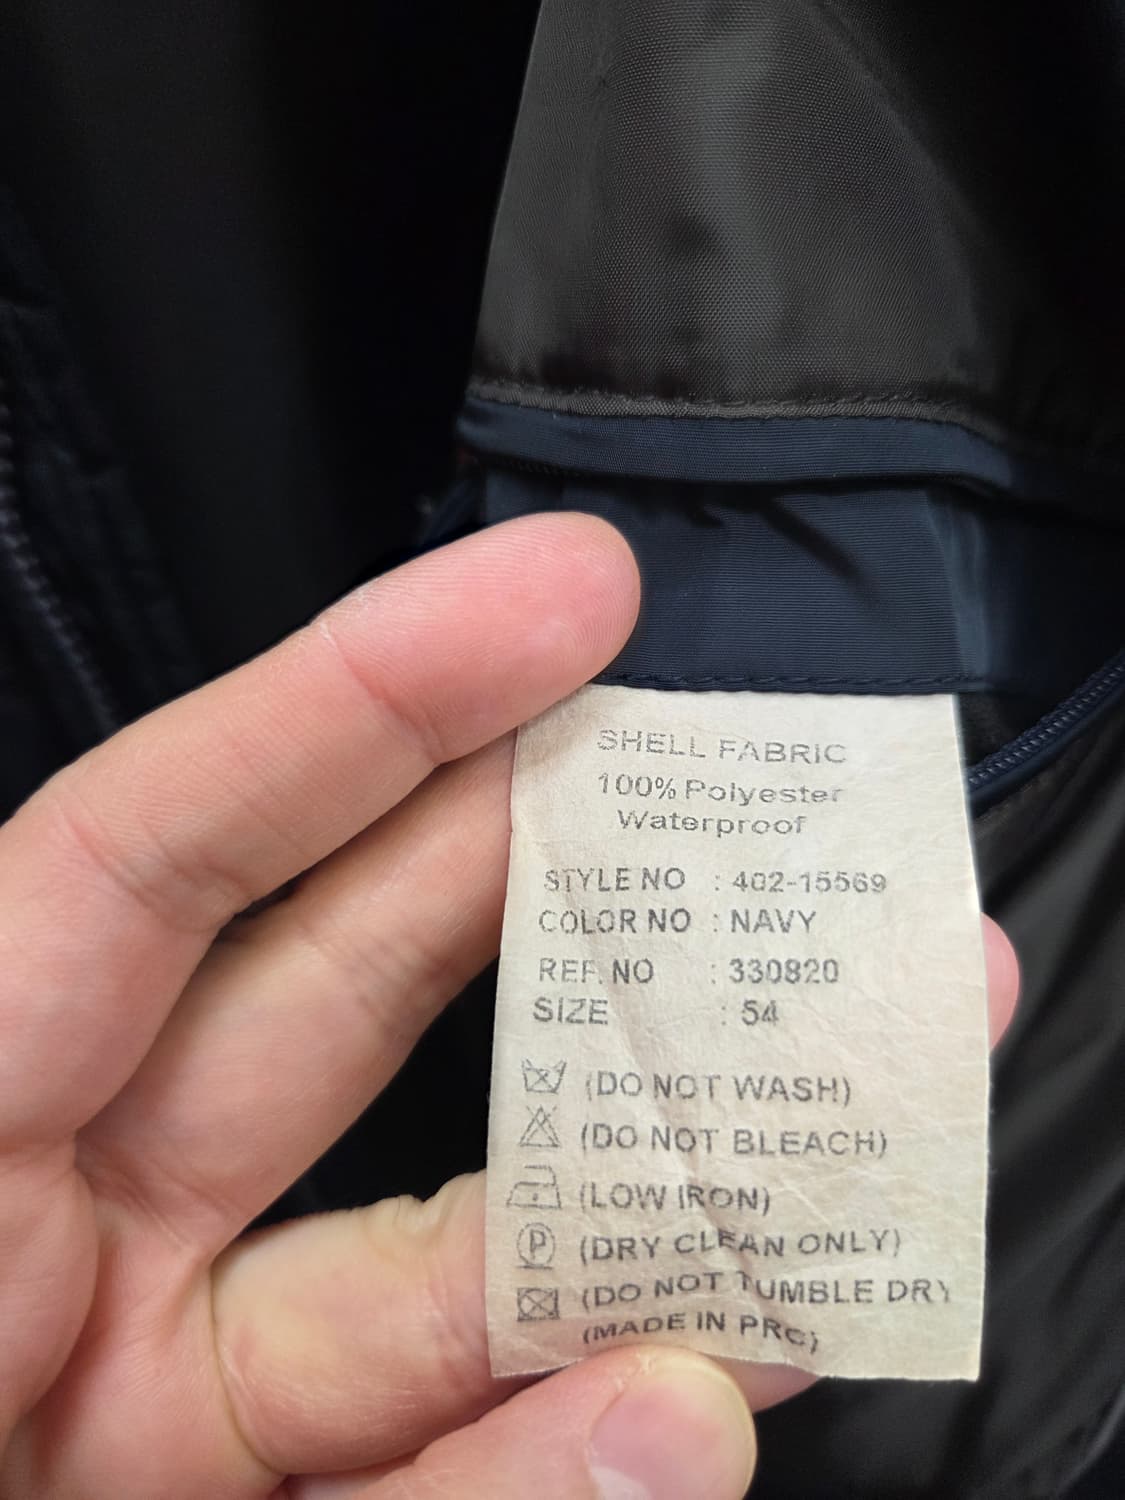 SHELL FABRIC
100% Polyester
Waterproof
STYLE NO : 402-15569
COLOR NO : NAVY
REF. NO : 330820
SIZE : 54
(DO NOT WASH)
(DO NOT BLEACH)
(LOW IRON)
P (DRY CLEAN ONLY)
(DO NOT TUMBLE DRY
(MADE IN PRC)